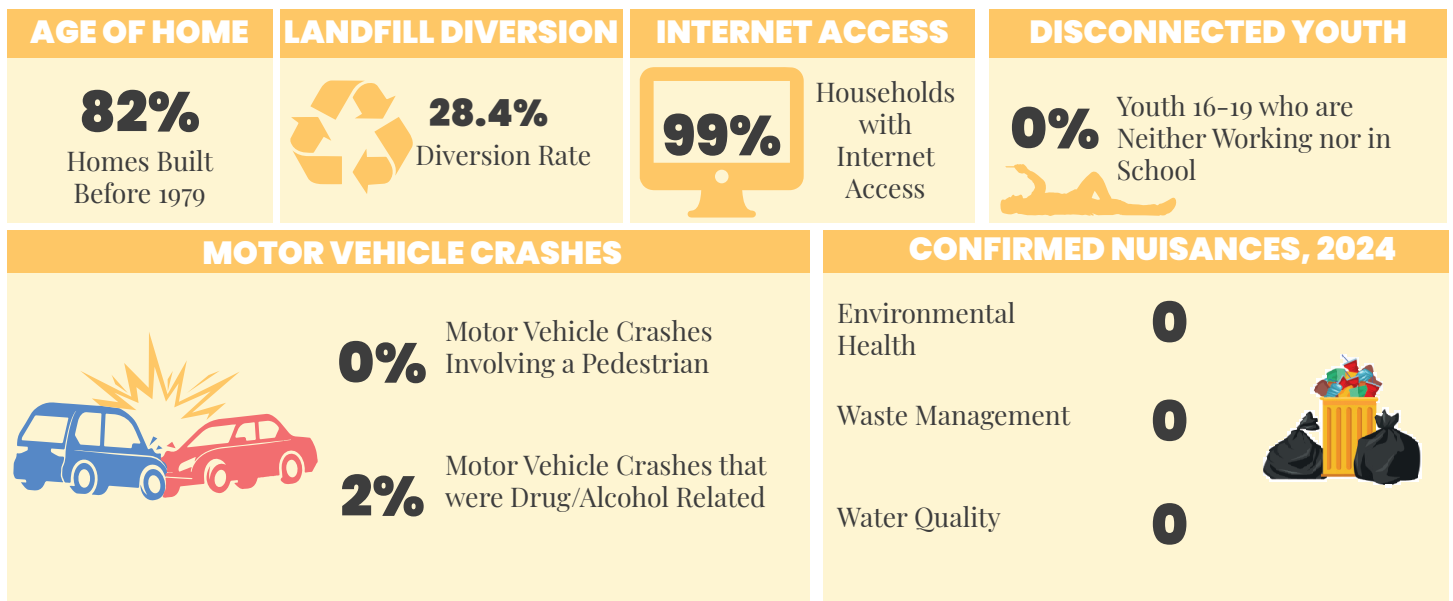 AGE OF HOME
82%
Homes Built
Before 1979
LANDFILL DIVERSION
28.4%
Diversion Rate
INTERNET ACCESS
99%
Households
with
Internet
Access
DISCONNECTED YOUTH
0%
Youth 16-19 who are
Neither Working nor in
School
MOTOR VEHICLE CRASHES
0%
Motor Vehicle Crashes
Involving a Pedestrian
2%
Motor Vehicle Crashes that
were Drug/Alcohol Related
CONFIRMED NUISANCES, 2024
Environmental
Health
0
Waste Management
0
Water Quality
0